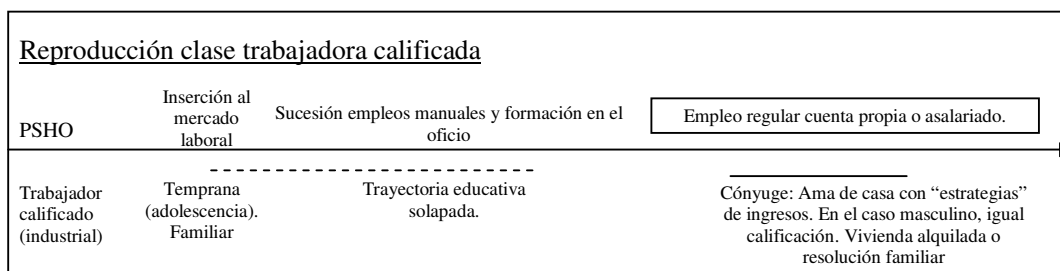 Reproducción clase trabajadora calificada
PSHO
Inserción al
mercado
laboral
Sucesión empleos manuales y formación en el
oficio
Empleo regular cuenta propia o asalariado.
Trabajador
calificado
(industrial)
Temprana
(adolescencia).
Familiar
Trayectoria educativa
solapada.
Cónyuge: Ama de casa con “estrategias”
de ingresos. En el caso masculino, igual
calificación. Vivienda alquilada o
resolución familiar